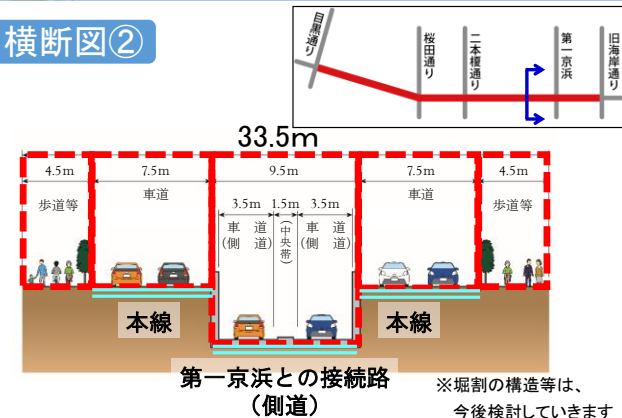 横断図②
目黒通り
桜田通り
二本榎通り
第一京浜
旧海岸通り
33.5m
4.5m
7.5m
9.5m
7.5m
4.5m
歩道等
車道
3.5m
1.5m
3.5m
車道
歩道等
車道
(側道)
(中央帯)
車道
(側道)
本線
本線
第一京浜との接続路
(側道)
※堀割の構造等は、
今後検討していきます